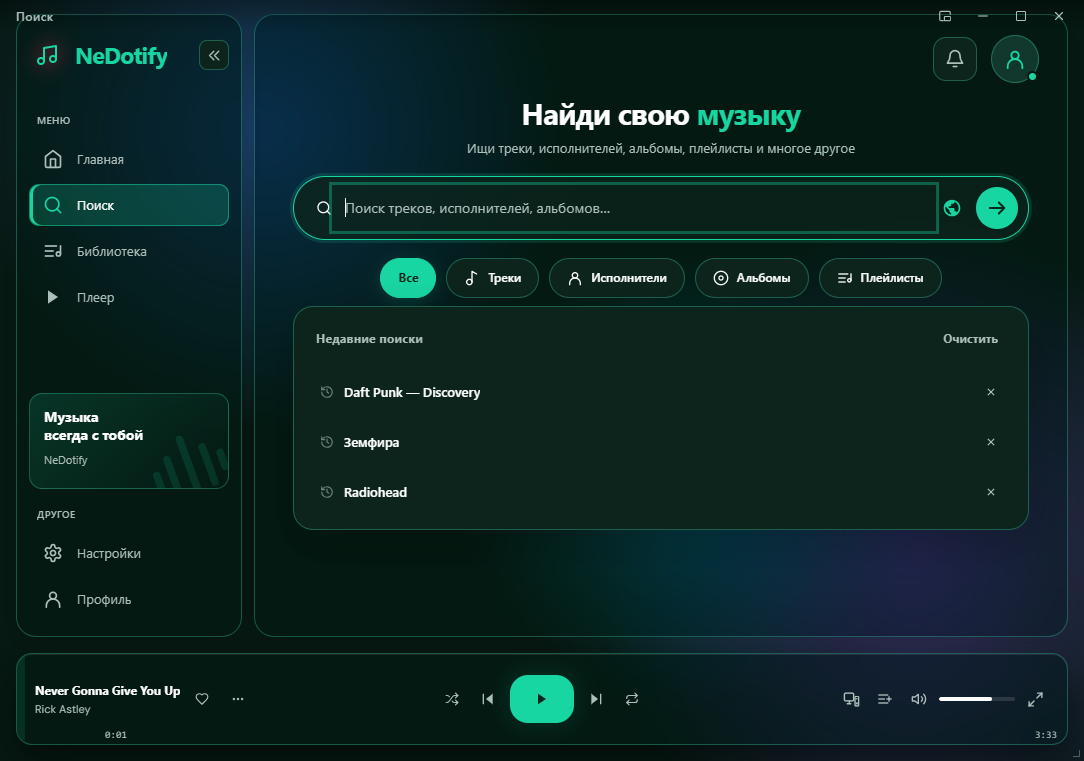 Поиск
NeDotify
МЕНЮ
Главная
Поиск
Библиотека
Плеер
Музыка
всегда с тобой
NeDotify
ДРУГОЕ
Настройки
Профиль
Найди свою музыку
Ищи треки, исполнителей, альбомы, плейлисты и многое другое
Поиск треков, исполнителей, альбомов...
Все
Треки
Исполнители
Альбомы
Плейлисты
Недавние поиски
Очистить
Daft Punk — Discovery
Земфира
Radiohead
Never Gonna Give You Up
Rick Astley
0:01
3:33